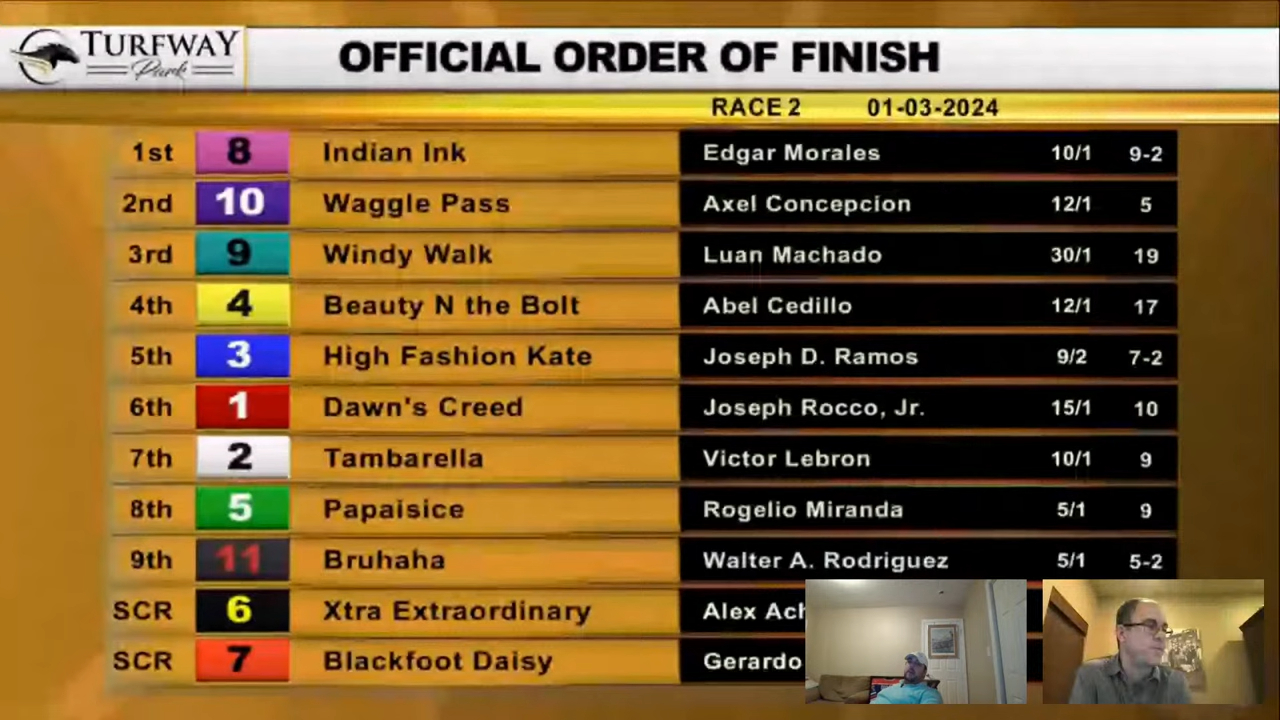 TURFWAY
Park
OFFICIAL ORDER OF FINISH
RACE 2 01-03-2024
1st 8 Indian Ink Edgar Morales 10/1 9-2
2nd 10 Waggle Pass Axel Concepcion 12/1 5
3rd 9 Windy Walk Luan Machado 30/1 19
4th 4 Beauty N the Bolt Abel Cedillo 12/1 17
5th 3 High Fashion Kate Joseph D. Ramos 9/2 7-2
6th 1 Dawn's Creed Joseph Rocco, Jr. 15/1 10
7th 2 Tambarella Victor Lebron 10/1 9
8th 5 Papaisice Rogelio Miranda 5/1 9
9th 11 Bruhaha Walter A. Rodriguez 5/1 5-2
SCR 6 Xtra Extraordinary Alex Ach
SCR 7 Blackfoot Daisy Gerardo